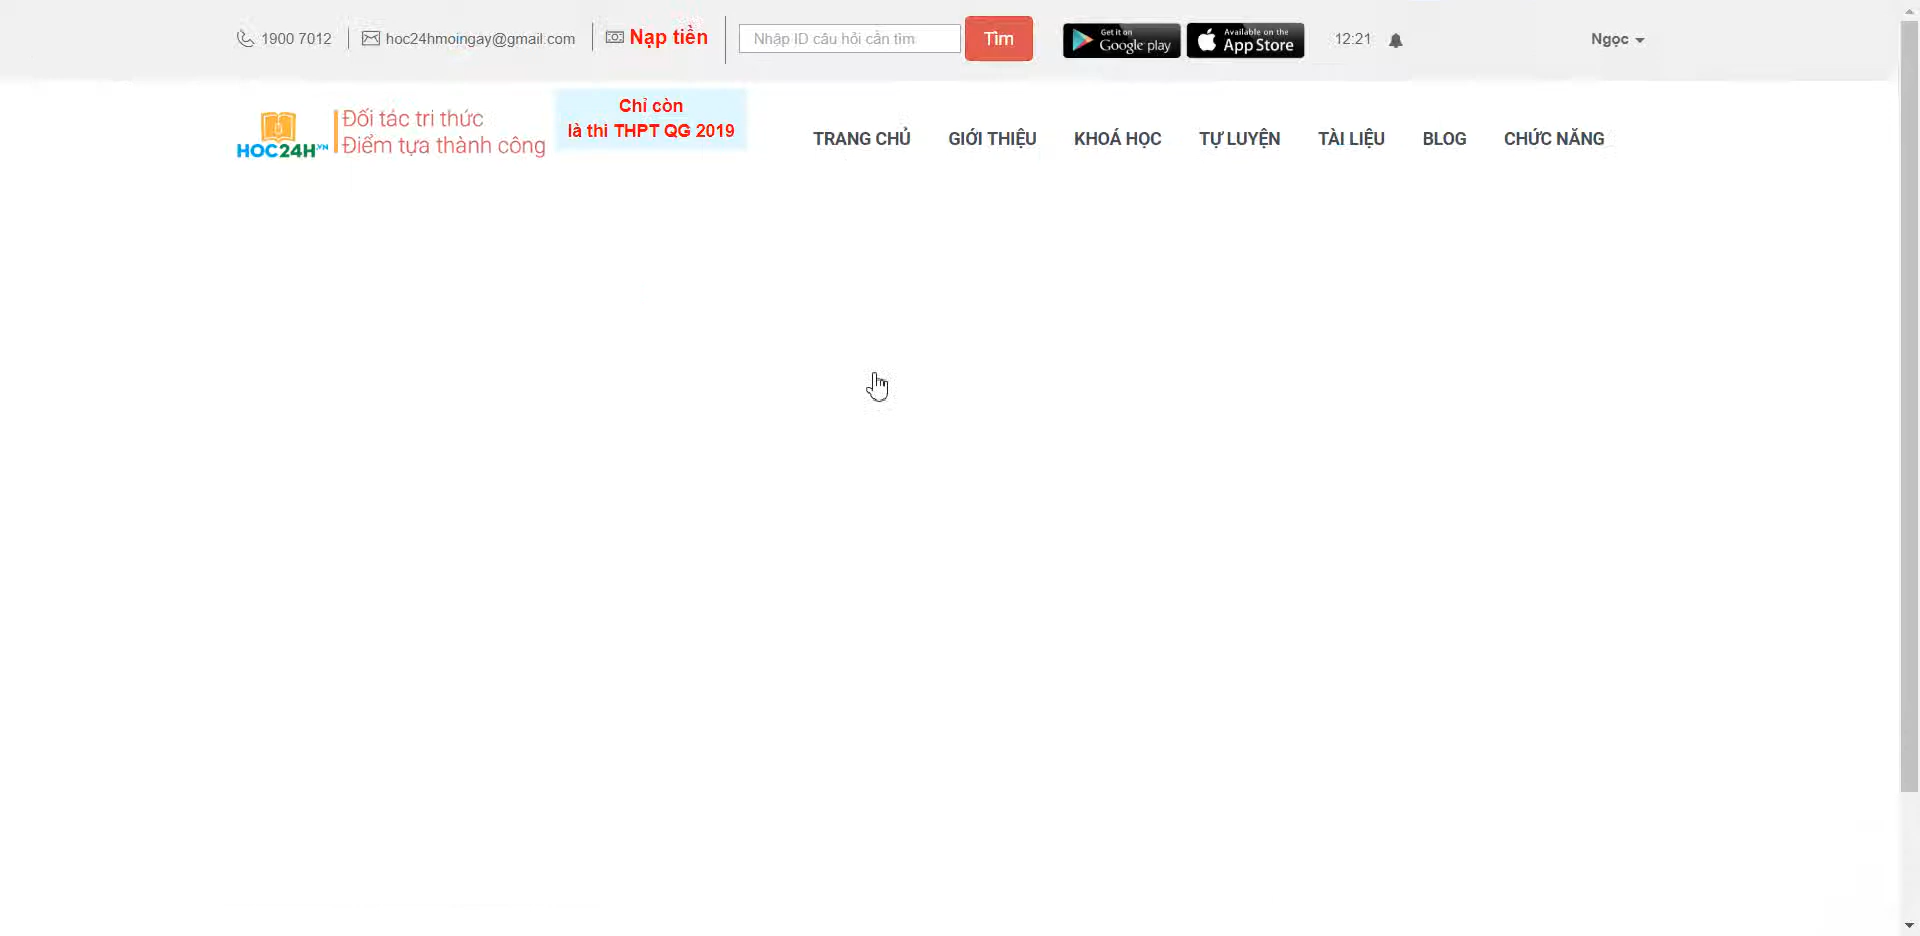 1900 7012
hoc24hmoingay@gmail.com
Nạp tiền
Nhập ID câu hỏi cần tìm
Tìm
Get it on
Google play
Available on the
App Store
12:21
Ngọc
HOC24H.VN
Đối tác tri thức
Điểm tựa thành công
Chỉ còn
là thi THPT QG 2019
TRANG CHỦ
GIỚI THIỆU
KHOÁ HỌC
TỰ LUYỆN
TÀI LIỆU
BLOG
CHỨC NĂNG